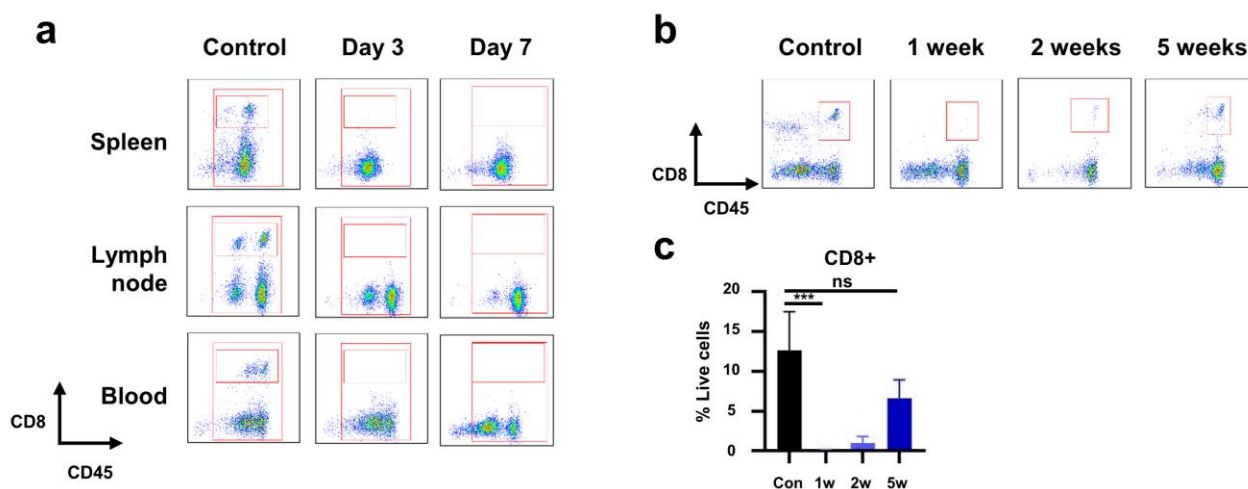 a
Control Day 3 Day 7
Spleen
Lymph
node
Blood
CD8
CD45
b
Control 1 week 2 weeks 5 weeks
CD8
CD45
c
CD8+
ns
***
% Live cells
20
15
10
5
0
Con 1w 2w 5w